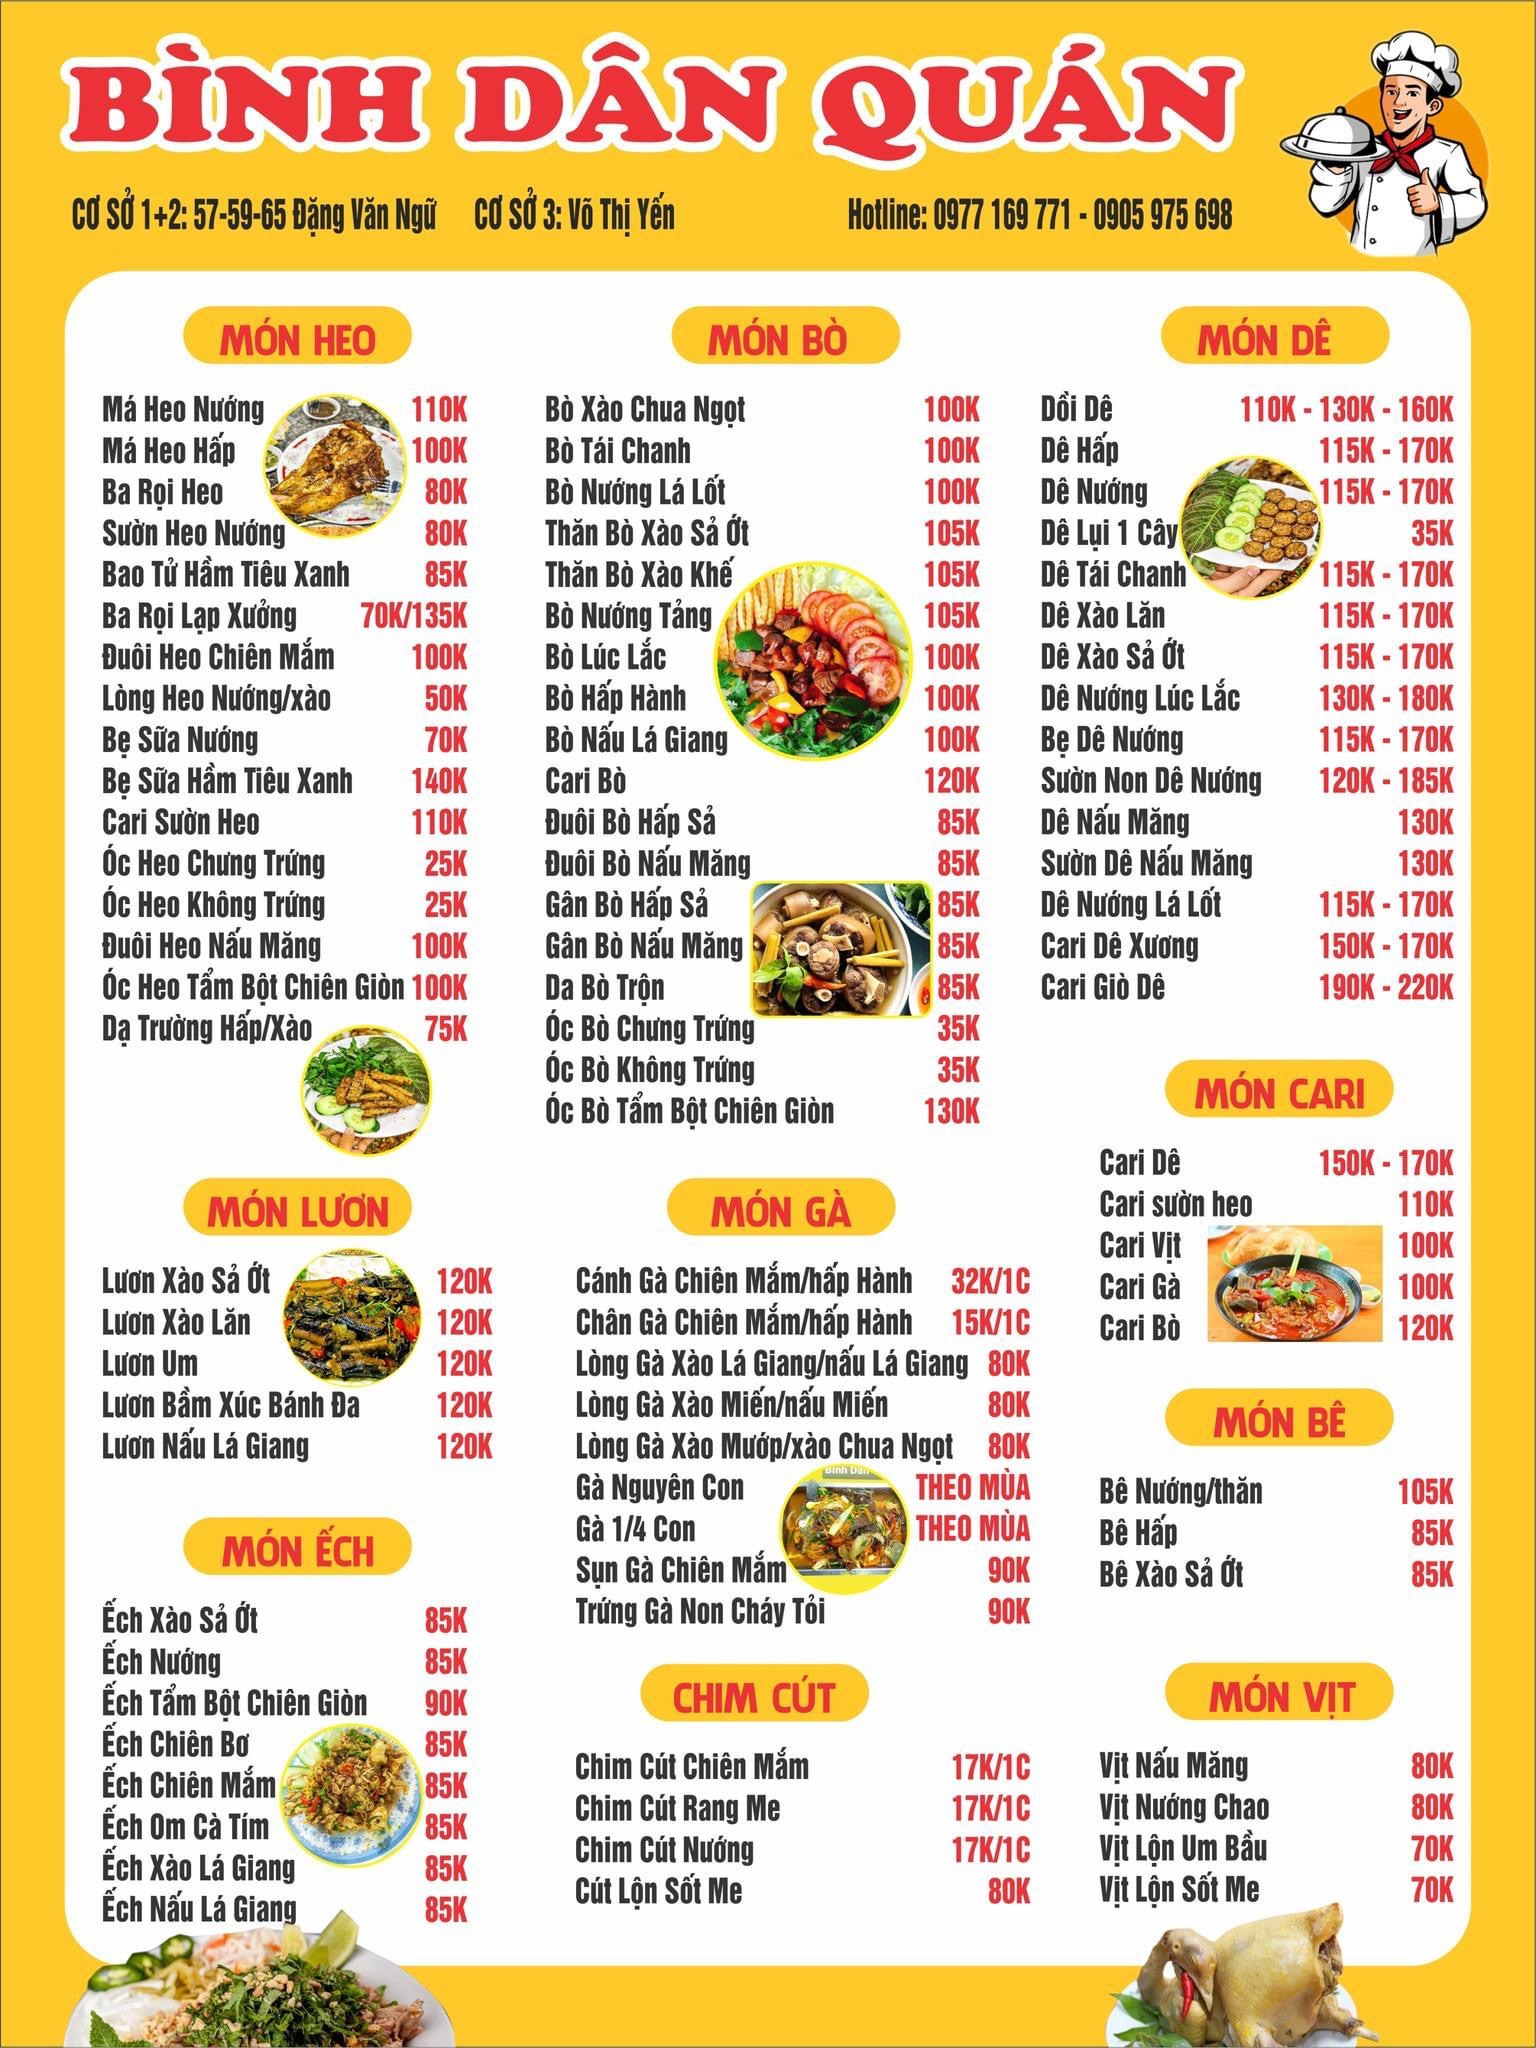 BÌNH DÂN QUÁN
CƠ SỞ 1+2: 57-59-65 Đặng Văn Ngữ CƠ SỞ 3: Võ Thị Yến Hotline: 0977 169 771 - 0905 975 698
MÓN HEO
Má Heo Nướng 110K
Má Heo Hấp 100K
Ba Rọi Heo 80K
Sườn Heo Nướng 80K
Bao Tử Hầm Tiêu Xanh 85K
Ba Rọi Lạp Xưởng 70K/135K
Đuôi Heo Chiên Mắm 100K
Lòng Heo Nướng/xào 50K
Bẹ Sữa Nướng 70K
Bẹ Sữa Hầm Tiêu Xanh 140K
Cari Sườn Heo 110K
Óc Heo Chưng Trứng 25K
Óc Heo Không Trứng 25K
Đuôi Heo Nấu Măng 100K
Óc Heo Tẩm Bột Chiên Giòn 100K
Dạ Trường Hấp/Xào 75K
MÓN LƯƠN
Lươn Xào Sả Ớt 120K
Lươn Xào Lăn 120K
Lươn Um 120K
Lươn Bầm Xúc Bánh Đa 120K
Lươn Nấu Lá Giang 120K
MÓN ẾCH
Ếch Xào Sả Ớt 85K
Ếch Nướng 85K
Ếch Tẩm Bột Chiên Giòn 90K
Ếch Chiên Bơ 85K
Ếch Chiên Mắm 85K
Ếch Om Cà Tím 85K
Ếch Xào Lá Giang 85K
Ếch Nấu Lá Giang 85K
MÓN BÒ
Bò Xào Chua Ngọt 100K
Bò Tái Chanh 100K
Bò Nướng Lá Lốt 100K
Thăn Bò Xào Sả Ớt 105K
Thăn Bò Xào Khế 105K
Bò Nướng Tảng 105K
Bò Lúc Lắc 100K
Bò Hấp Hành 100K
Bò Nấu Lá Giang 100K
Cari Bò 120K
Đuôi Bò Hấp Sả 85K
Đuôi Bò Nấu Măng 85K
Gân Bò Hấp Sả 85K
Gân Bò Nấu Măng 85K
Da Bò Trộn 85K
Óc Bò Chưng Trứng 35K
Óc Bò Không Trứng 35K
Óc Bò Tẩm Bột Chiên Giòn 130K
MÓN GÀ
Cánh Gà Chiên Mắm/hấp Hành 32K/1C
Chân Gà Chiên Mắm/hấp Hành 15K/1C
Lòng Gà Xào Lá Giang/nấu Lá Giang 80K
Lòng Gà Xào Miến/nấu Miến 80K
Lòng Gà Xào Mướp/xào Chua Ngọt 80K
Bình Dân
Gà Nguyên Con THEO MÙA
Gà 1/4 Con THEO MÙA
Sụn Gà Chiên Mắm 90K
Trứng Gà Non Cháy Tỏi 90K
CHIM CÚT
Chim Cút Chiên Mắm 17K/1C
Chim Cút Rang Me 17K/1C
Chim Cút Nướng 17K/1C
Cút Lộn Sốt Me 80K
MÓN DÊ
Dồi Dê 110K - 130K - 160K
Dê Hấp 115K - 170K
Dê Nướng 115K - 170K
Dê Lụi 1 Cây 35K
Dê Tái Chanh 115K - 170K
Dê Xào Lăn 115K - 170K
Dê Xào Sả Ớt 115K - 170K
Dê Nướng Lúc Lắc 130K - 180K
Bẹ Dê Nướng 115K - 170K
Sườn Non Dê Nướng 120K - 185K
Dê Nấu Măng 130K
Sườn Dê Nấu Măng 130K
Dê Nướng Lá Lốt 115K - 170K
Cari Dê Xương 150K - 170K
Cari Giò Dê 190K - 220K
MÓN CARI
Cari Dê 150K - 170K
Cari sườn heo 110K
Cari Vịt 100K
Cari Gà 100K
Cari Bò 120K
MÓN BÊ
Bê Nướng/thăn 105K
Bê Hấp 85K
Bê Xào Sả Ớt 85K
MÓN VỊT
Vịt Nấu Măng 80K
Vịt Nướng Chao 80K
Vịt Lộn Um Bầu 70K
Vịt Lộn Sốt Me 70K